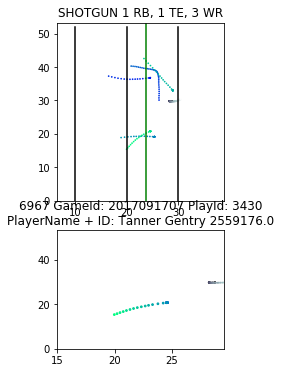 SHOTGUN 1 RB, 1 TE, 3 WR
50
40
30
20
10
0
10 20 30
6967 GameId: 2017091707 PlayId: 3430
PlayerName + ID: Tanner Gentry 2559176.0
40
20
0
15 20 25